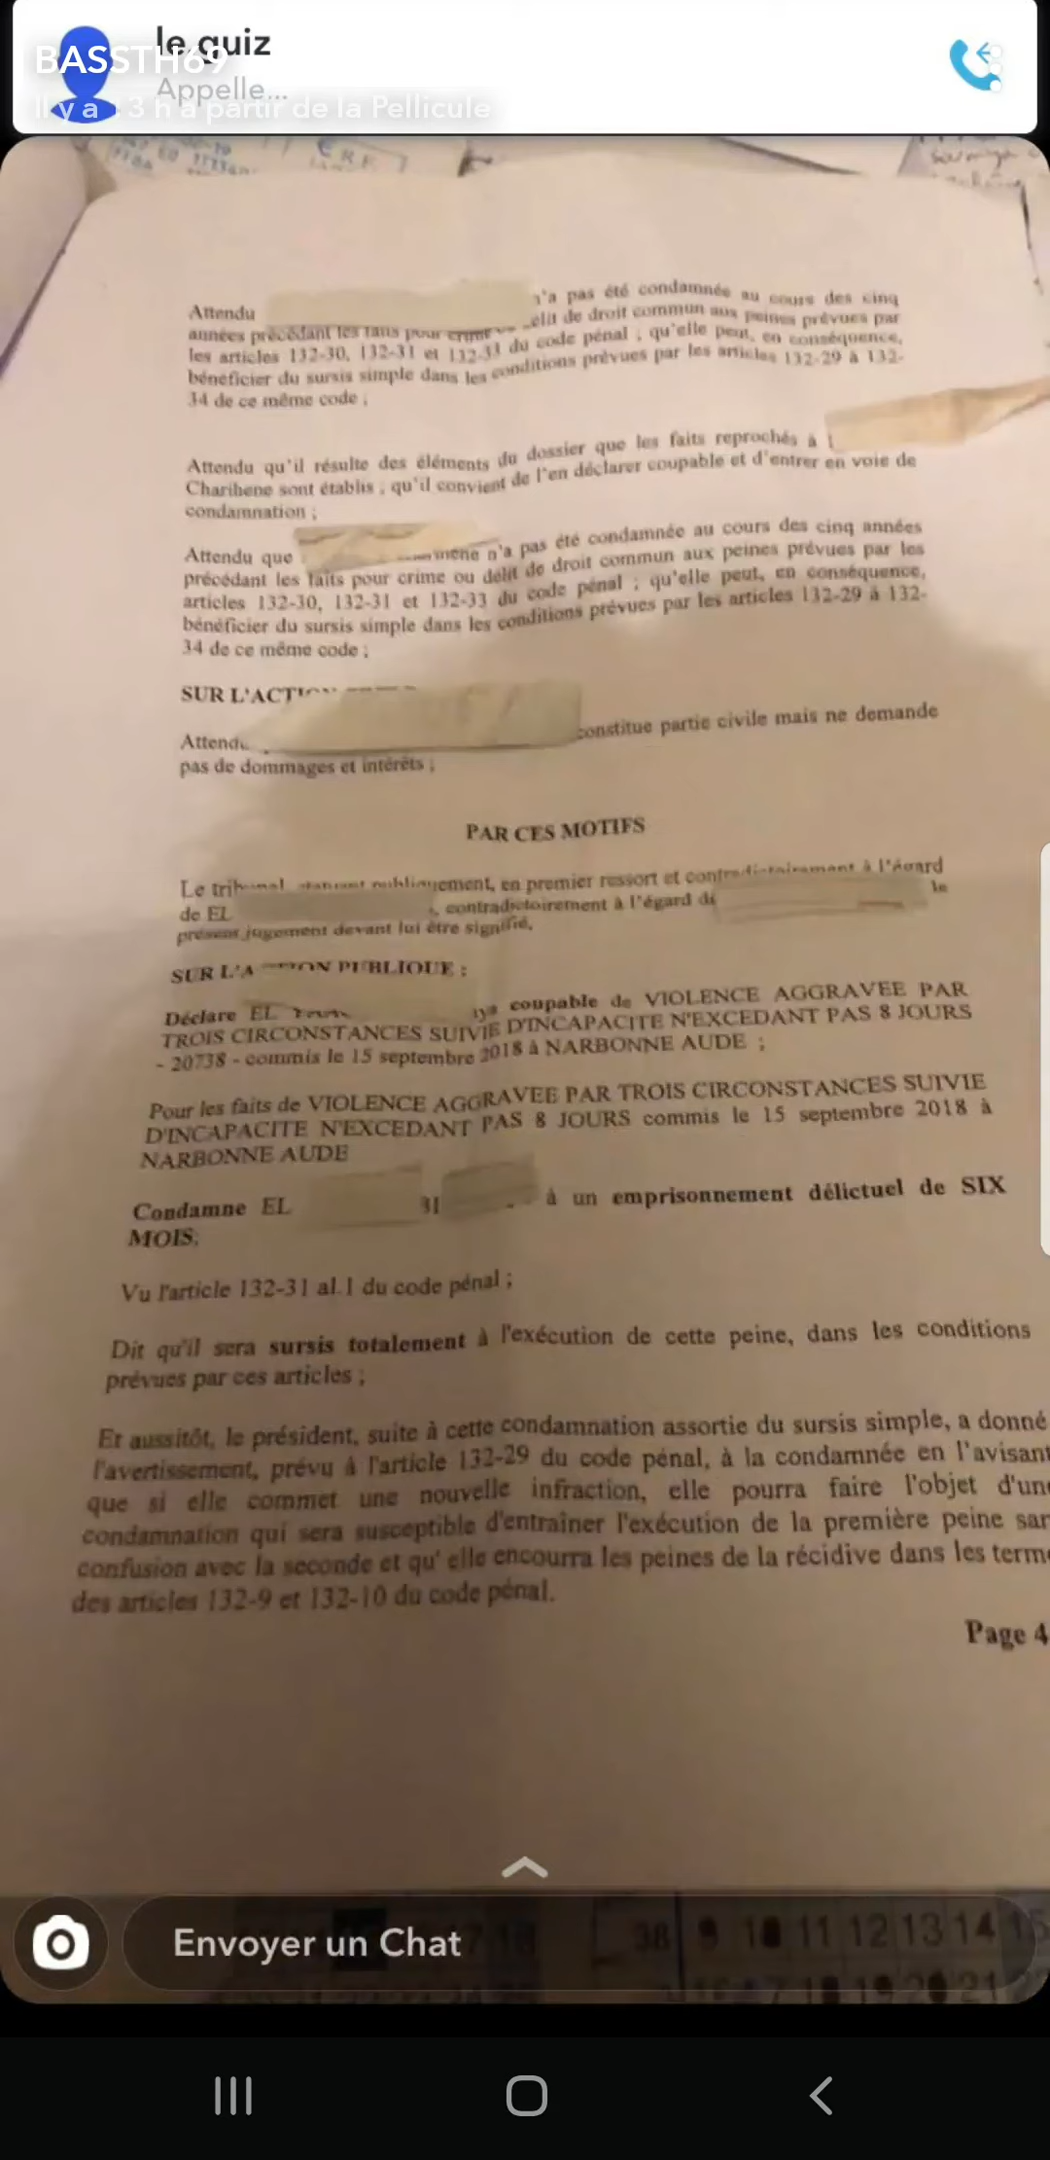 le quiz
BASSTH69
Appelle...
Il y a 13 h à partir de la Pellicule
Attendu n'a pas été condamnée au cours des cinq
années précédant les faits pour crime délit de droit commun aux peines prévues par
les articles 132-30, 132-31 et 132-33 du code pénal ; qu'elle peut, en conséquence,
bénéficier du sursis simple dans les conditions prévues par les articles 132-29 à 132-
34 de ce même code ;
Attendu qu'il résulte des éléments du dossier que les faits reprochés à
Charihene sont établis ; qu'il convient de l'en déclarer coupable et d'entrer en voie de
condamnation ;
Attendu que n'a pas été condamnée au cours des cinq années
précédant les faits pour crime ou délit de droit commun aux peines prévues par les
articles 132-30, 132-31 et 132-33 du code pénal ; qu'elle peut, en conséquence,
bénéficier du sursis simple dans les conditions prévues par les articles 132-29 à 132-
34 de ce même code ;
SUR L'ACTION
Attendu constitue partie civile mais ne demande
pas de dommages et intérêts ;
PAR CES MOTIFS
Le tribunal, statuant publiquement, en premier ressort et contradictoirement à l'égard
de EL , contradictoirement à l'égard de le
présent jugement devant lui être signifié,
SUR L'ACTION PUBLIQUE :
Déclare EL coupable de VIOLENCE AGGRAVEE PAR
TROIS CIRCONSTANCES SUIVIE D'INCAPACITE N'EXCEDANT PAS 8 JOURS
- 20738 - commis le 15 septembre 2018 à NARBONNE AUDE ;
Pour les faits de VIOLENCE AGGRAVEE PAR TROIS CIRCONSTANCES SUIVIE
D'INCAPACITE N'EXCEDANT PAS 8 JOURS commis le 15 septembre 2018 à
NARBONNE AUDE
Condamne EL à un emprisonnement délictuel de SIX
MOIS;
Vu l'article 132-31 al.1 du code pénal ;
Dit qu'il sera sursis totalement à l'exécution de cette peine, dans les conditions
prévues par ces articles ;
Et aussitôt, le président, suite à cette condamnation assortie du sursis simple, a donné
l'avertissement, prévu à l'article 132-29 du code pénal, à la condamnée en l'avisant
que si elle commet une nouvelle infraction, elle pourra faire l'objet d'une
condamnation qui sera susceptible d'entraîner l'exécution de la première peine san
confusion avec la seconde et qu' elle encourra les peines de la récidive dans les terme
des articles 132-9 et 132-10 du code pénal.
Page 4
Envoyer un Chat
38 9 10 11 12 13 14 15